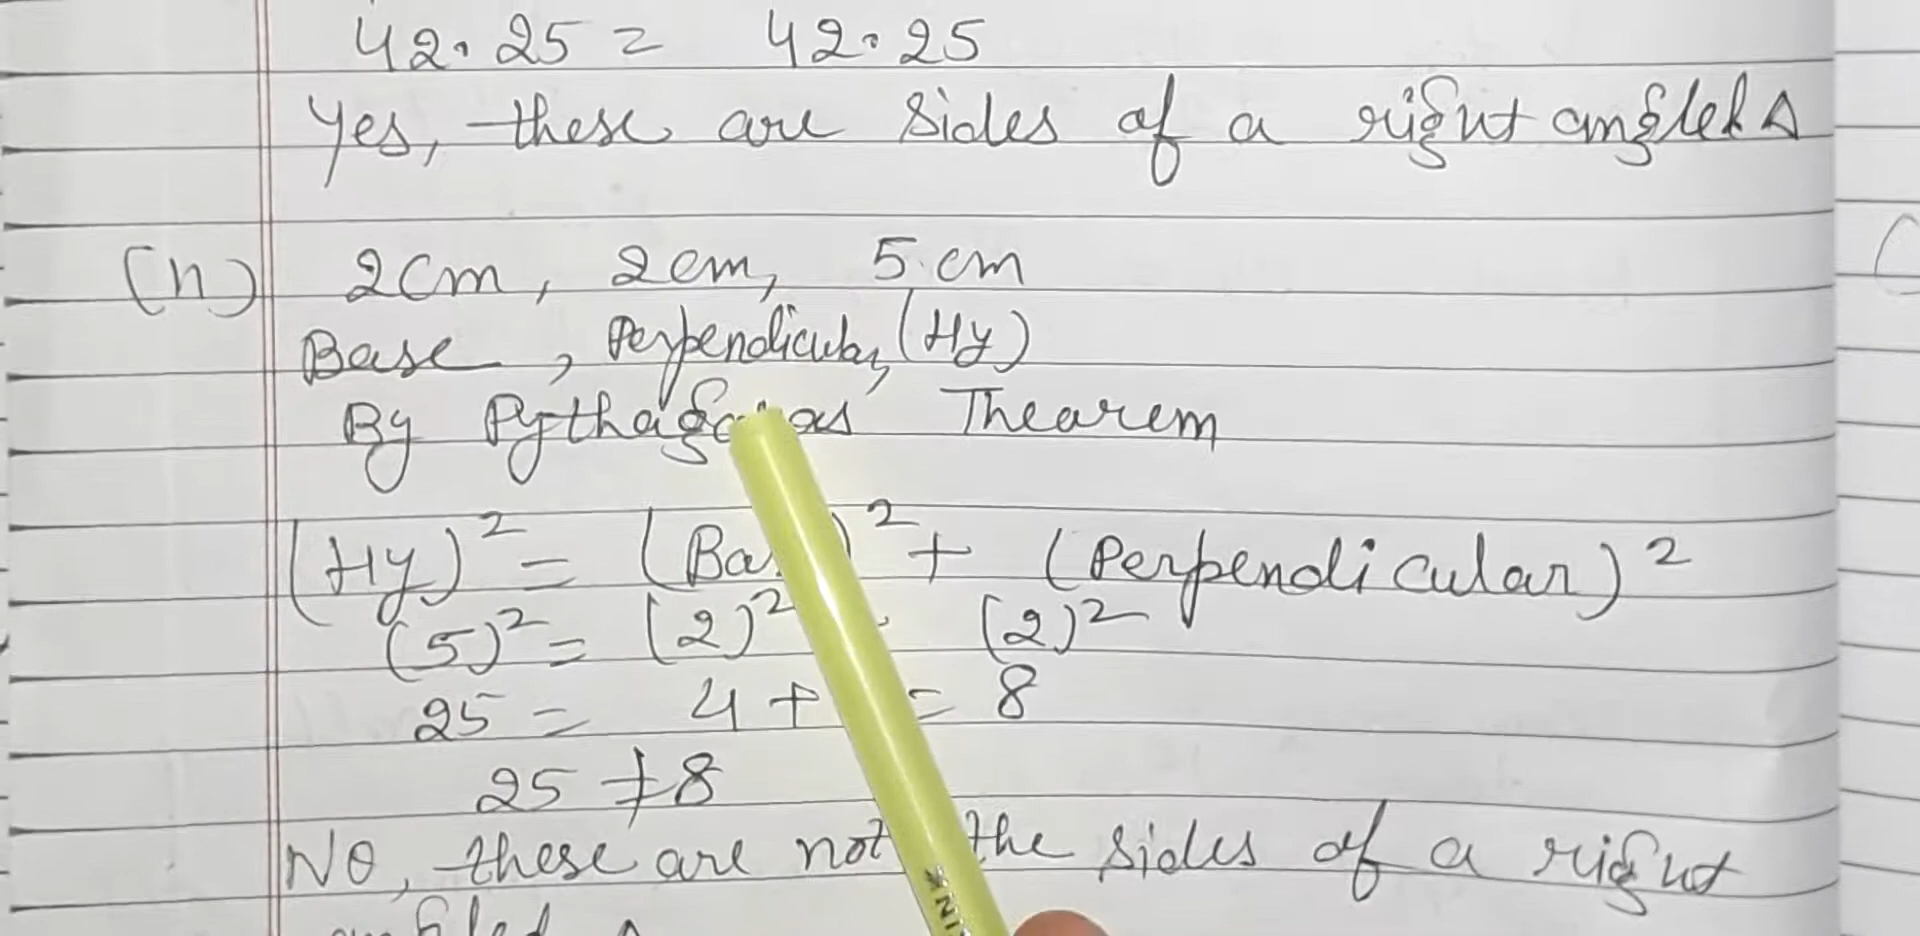 42.25 = 42.25
Yes, these are sides of a right angled Δ
(n) 2cm, 2cm, 5cm
Base, Perpendicular, (Hy)
By Theorem
(Hy)² = ( )² + (Perpendicular)²
(5)² = (2)² (2)²
25 = 4 + = 8
25 ≠ 8
No, these are not the sides of a right
angled Δ